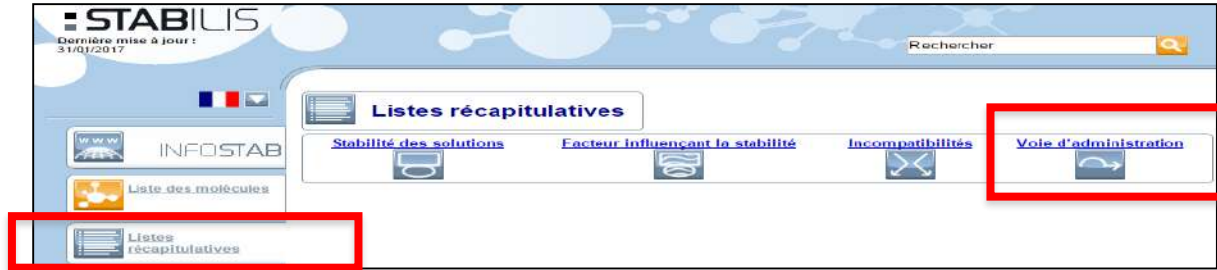 STABILIS
Dernière mise à jour :
31/01/2017
Rechercher
Listes récapitulatives
Stabilité des solutions
Facteur influençant la stabilité
Incompatibilités
Voie d'administration
www
INFOSTAB
Liste des molécules
Listes
récapitulatives